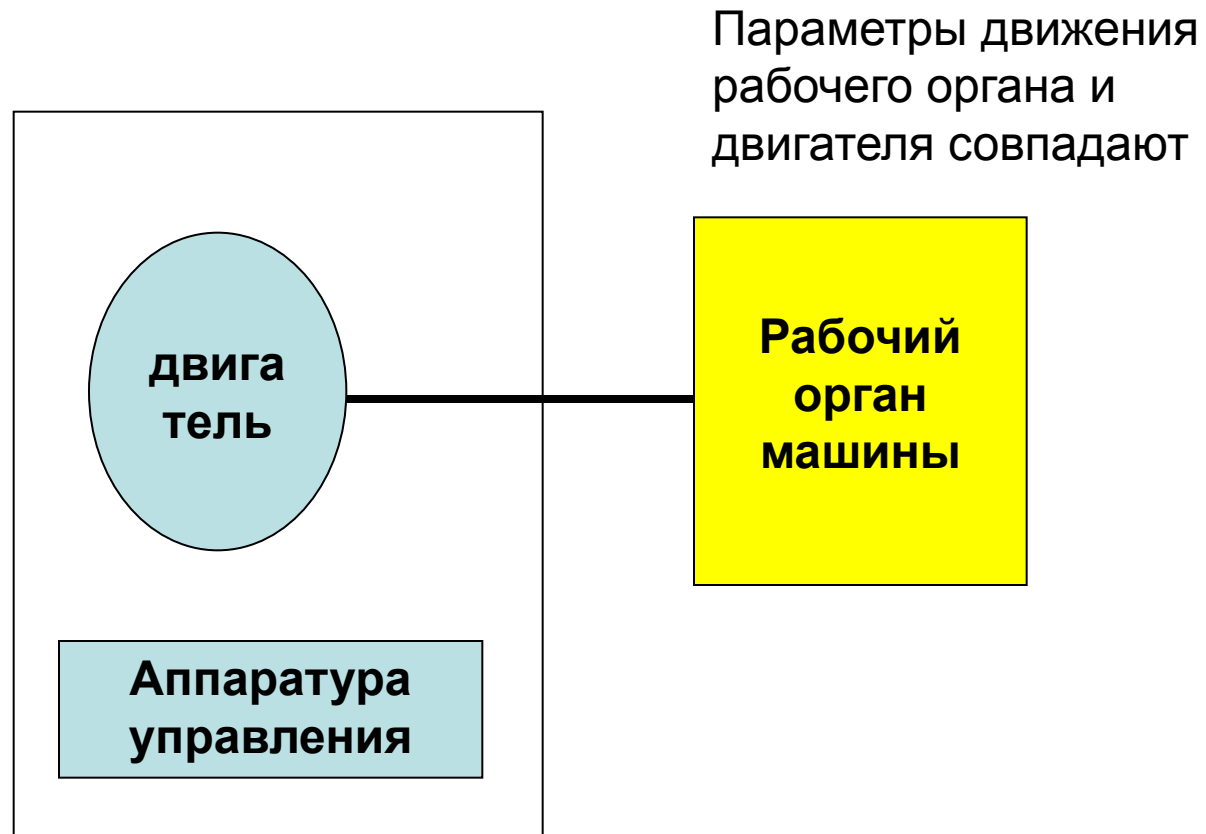 Параметры движения
рабочего органа и
двигателя совпадают
двига
тель
Рабочий
орган
машины
Аппаратура
управления